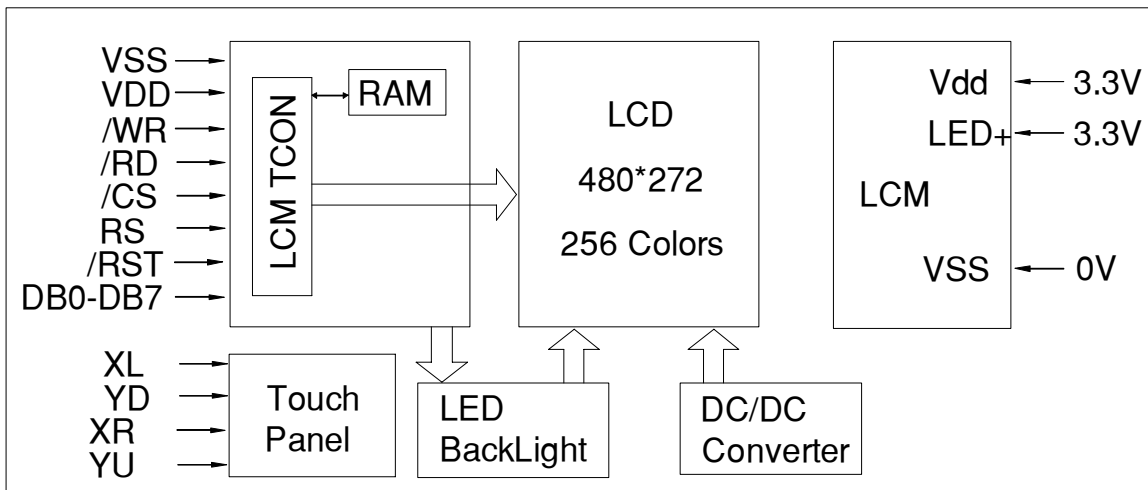 VSS
VDD
/WR
/RD
/CS
RS
/RST
DB0-DB7
LCM TCON
RAM
LCD
480*272
256 Colors
Vdd
3.3V
LED+
3.3V
LCM
VSS
0V
XL
YD
XR
YU
Touch
Panel
LED
BackLight
DC/DC
Converter